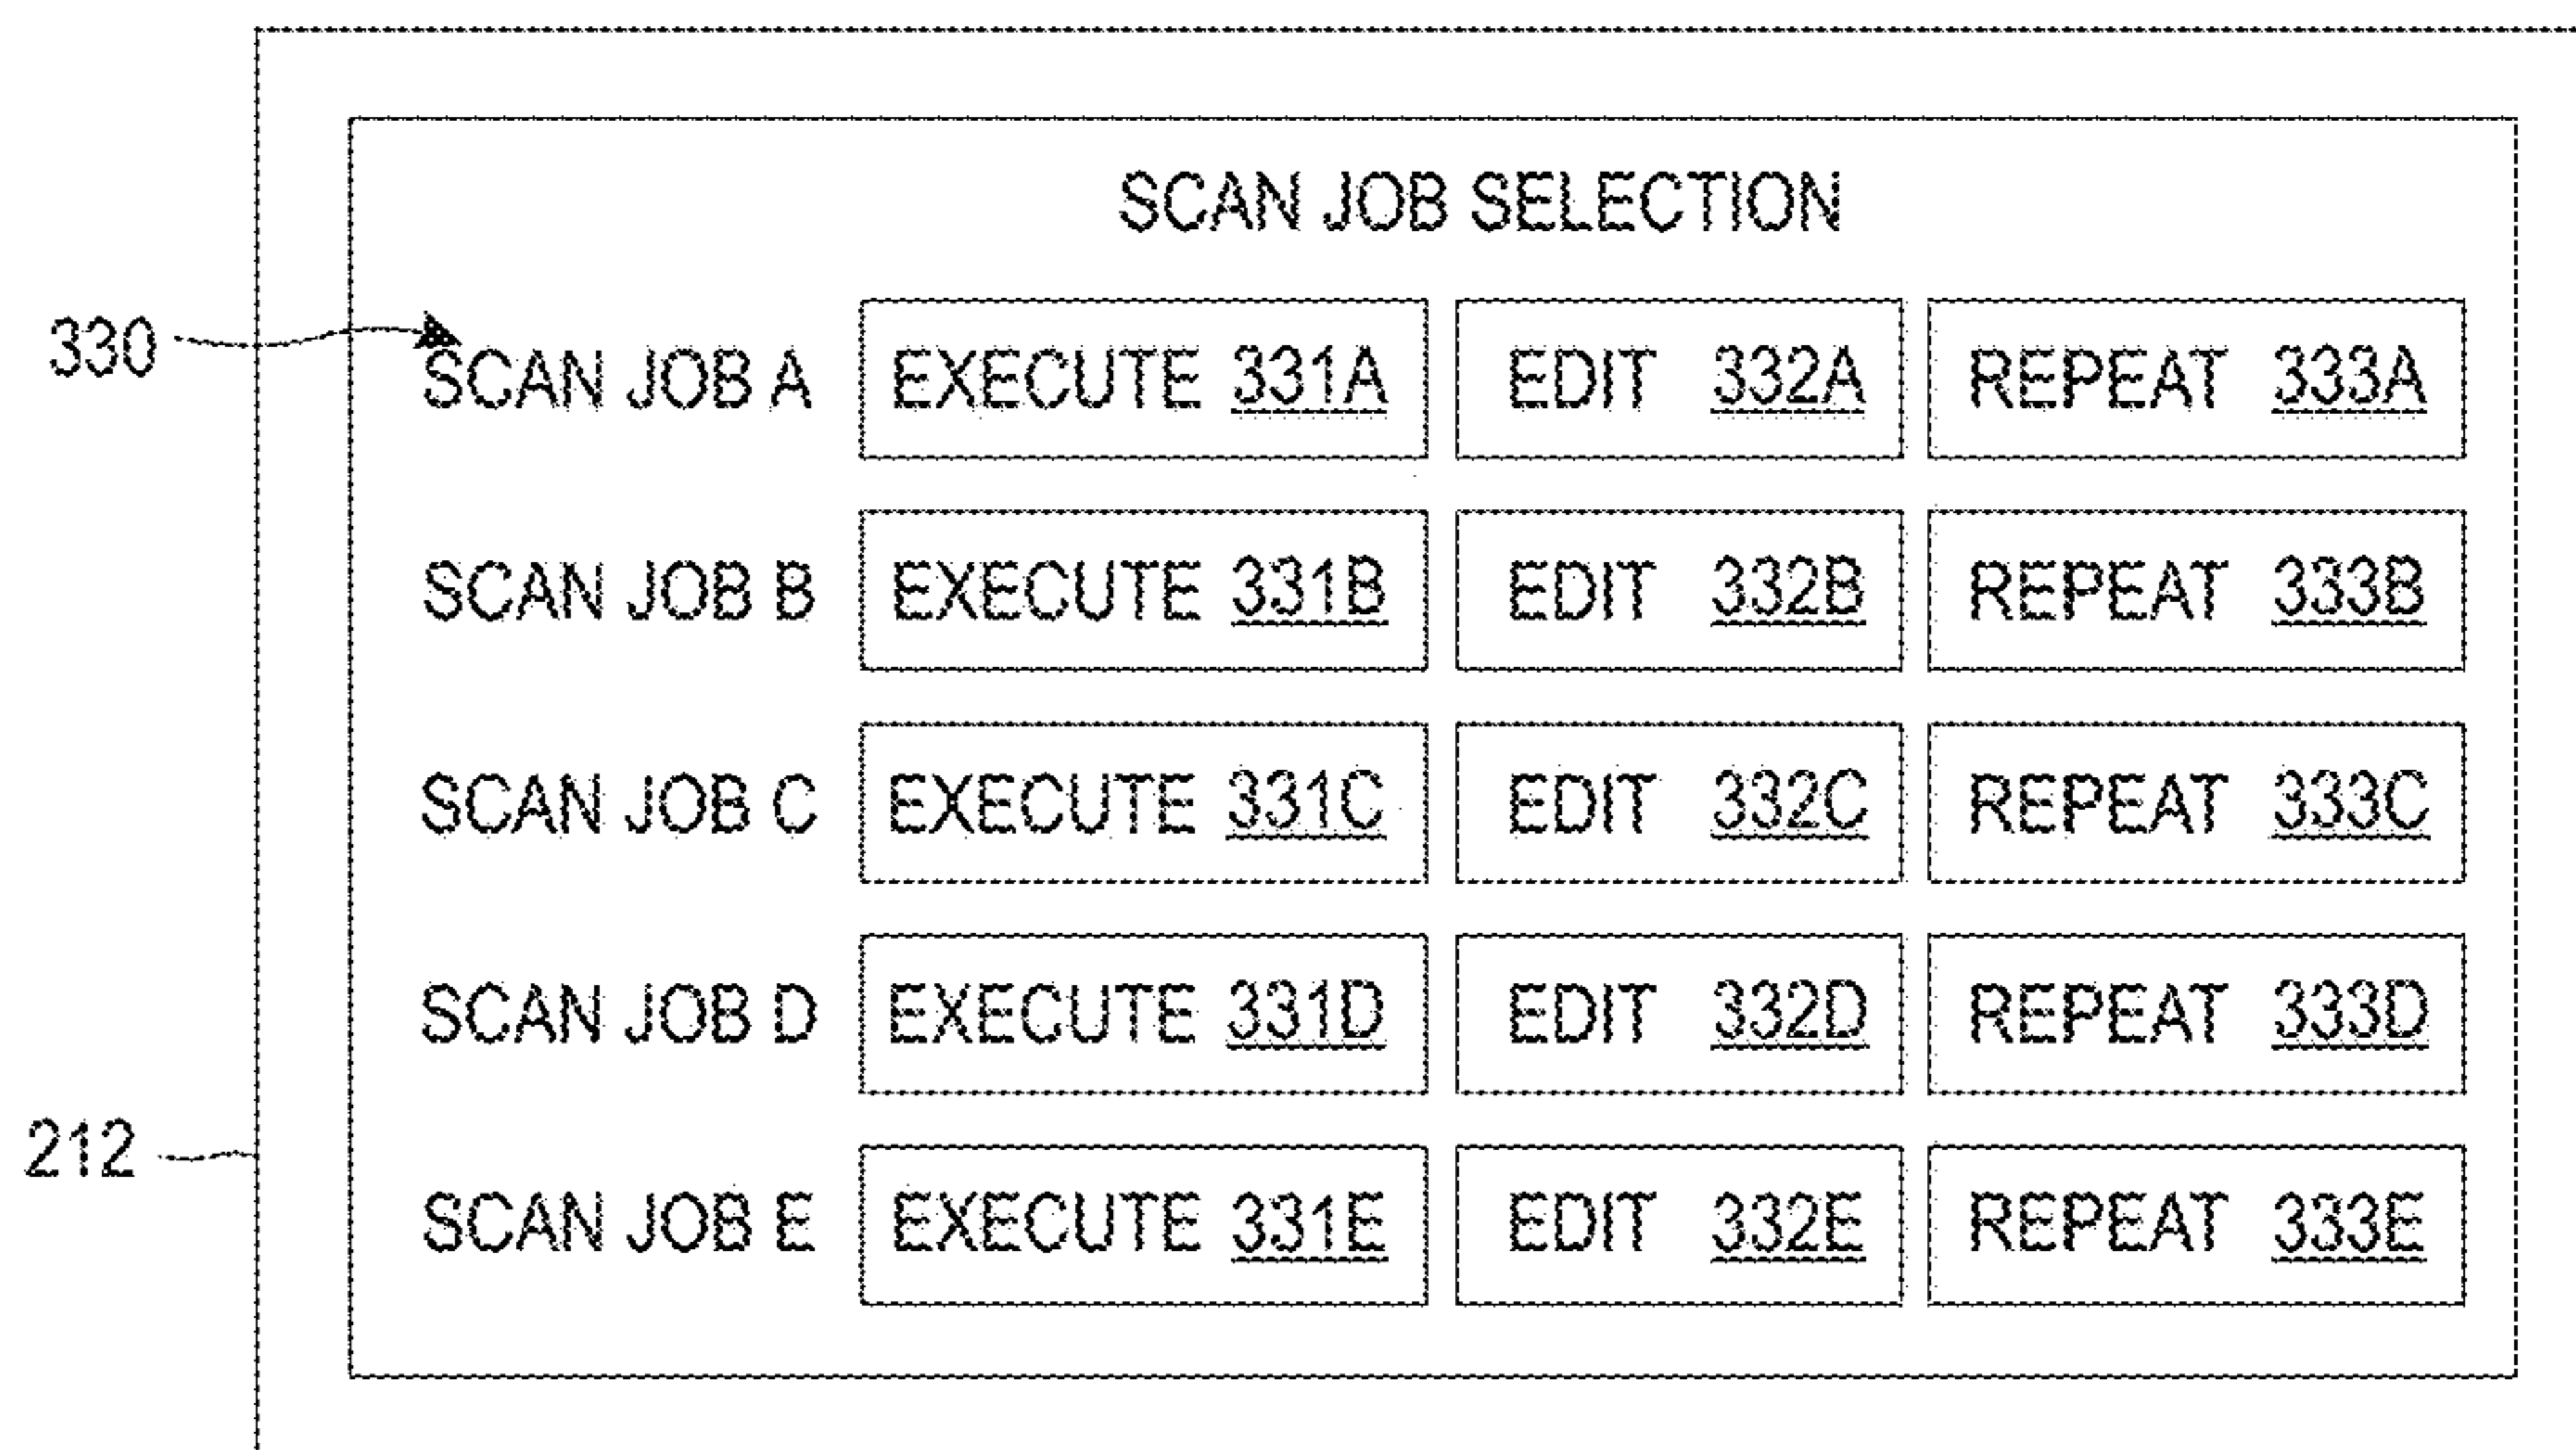 SCAN JOB SELECTION
330
SCAN JOB A EXECUTE 331A EDIT 332A REPEAT 333A
SCAN JOB B EXECUTE 331B EDIT 332B REPEAT 333B
SCAN JOB C EXECUTE 331C EDIT 332C REPEAT 333C
SCAN JOB D EXECUTE 331D EDIT 332D REPEAT 333D
212
SCAN JOB E EXECUTE 331E EDIT 332E REPEAT 333E